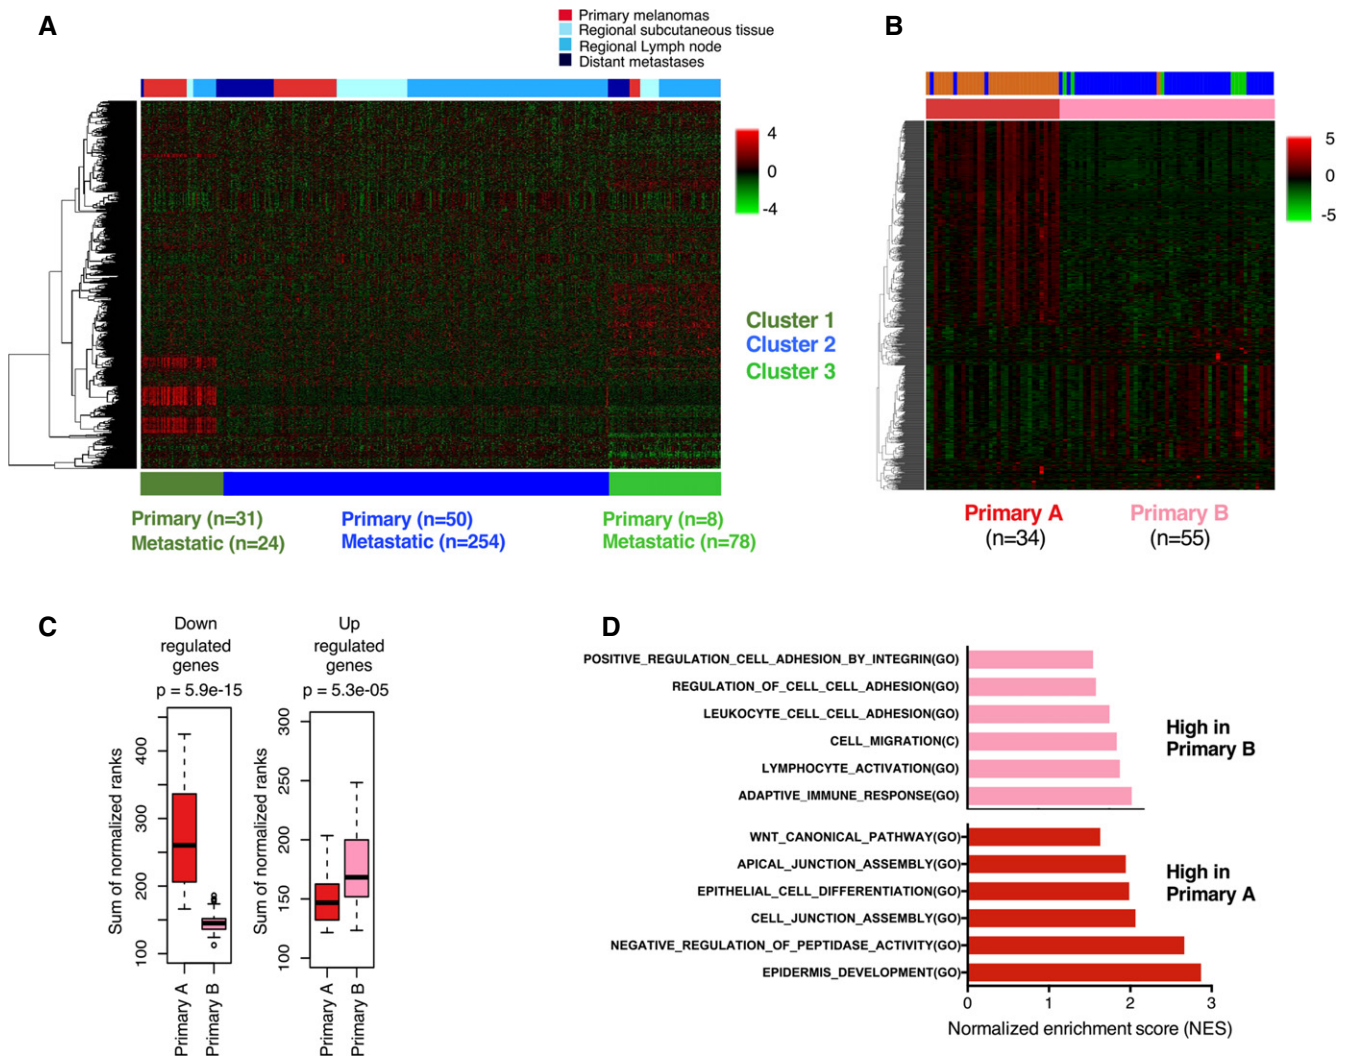 A
Primary melanomas
Regional subcutaneous tissue
Regional Lymph node
Distant metastases
4
0
-4
Cluster 1
Cluster 2
Cluster 3
Primary (n=31)
Metastatic (n=24)
Primary (n=50)
Metastatic (n=254)
Primary (n=8)
Metastatic (n=78)
B
5
0
-5
Primary A
(n=34)
Primary B
(n=55)
C
Down
regulated
genes
p = 5.9e-15
Sum of normalized ranks
400
300
200
100
Primary A
Primary B
Up
regulated
genes
p = 5.3e-05
Sum of normalized ranks
300
250
200
150
100
Primary A
Primary B
D
POSITIVE_REGULATION_CELL_ADHESION_BY_INTEGRIN(GO)
REGULATION_OF_CELL_CELL_ADHESION(GO)
LEUKOCYTE_CELL_CELL_ADHESION(GO)
CELL_MIGRATION(C)
LYMPHOCYTE_ACTIVATION(GO)
ADAPTIVE_IMMUNE_RESPONSE(GO)
High in
Primary B
WNT_CANONICAL_PATHWAY(GO)
APICAL_JUNCTION_ASSEMBLY(GO)
EPITHELIAL_CELL_DIFFERENTIATION(GO)
CELL_JUNCTION_ASSEMBLY(GO)
NEGATIVE_REGULATION_OF_PEPTIDASE_ACTIVITY(GO)
EPIDERMIS_DEVELOPMENT(GO)
High in
Primary A
0 1 2 3
Normalized enrichment score (NES)